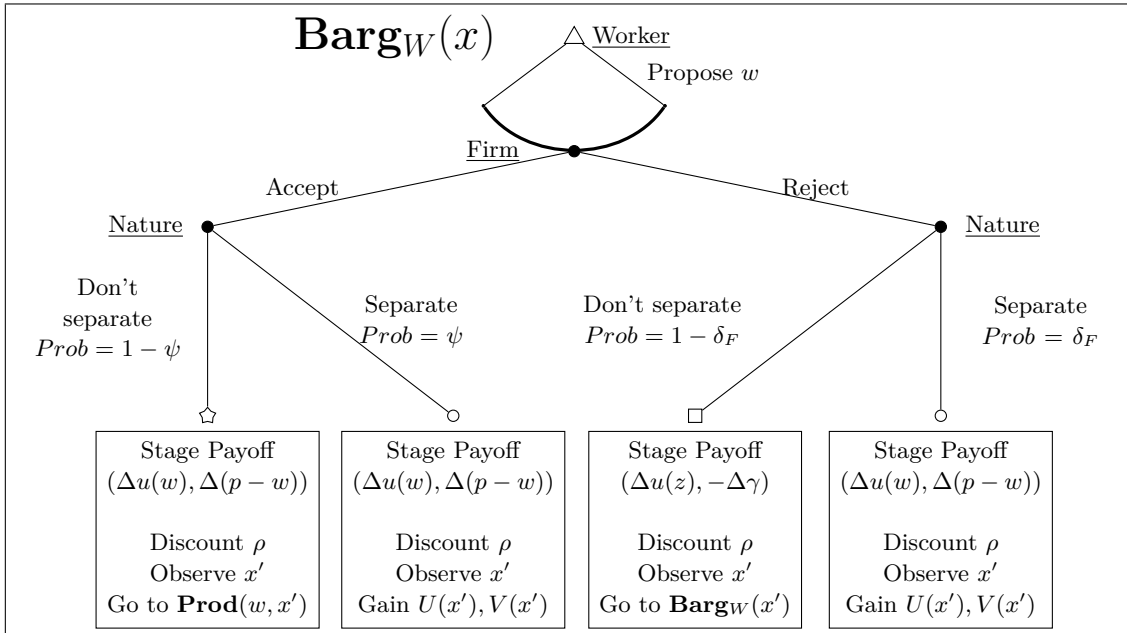 Barg_W(x)
Worker
Propose w
Firm
Accept
Reject
Nature
Nature
Don't
separate
Prob = 1 − ψ
Separate
Prob = ψ
Don't separate
Prob = 1 − δ_F
Separate
Prob = δ_F
Stage Payoff
(Δu(w), Δ(p − w))
Discount ρ
Observe x′
Go to Prod(w, x′)
Stage Payoff
(Δu(w), Δ(p − w))
Discount ρ
Observe x′
Gain U(x′), V(x′)
Stage Payoff
(Δu(z), −Δγ)
Discount ρ
Observe x′
Go to Barg_W(x′)
Stage Payoff
(Δu(w), Δ(p − w))
Discount ρ
Observe x′
Gain U(x′), V(x′)